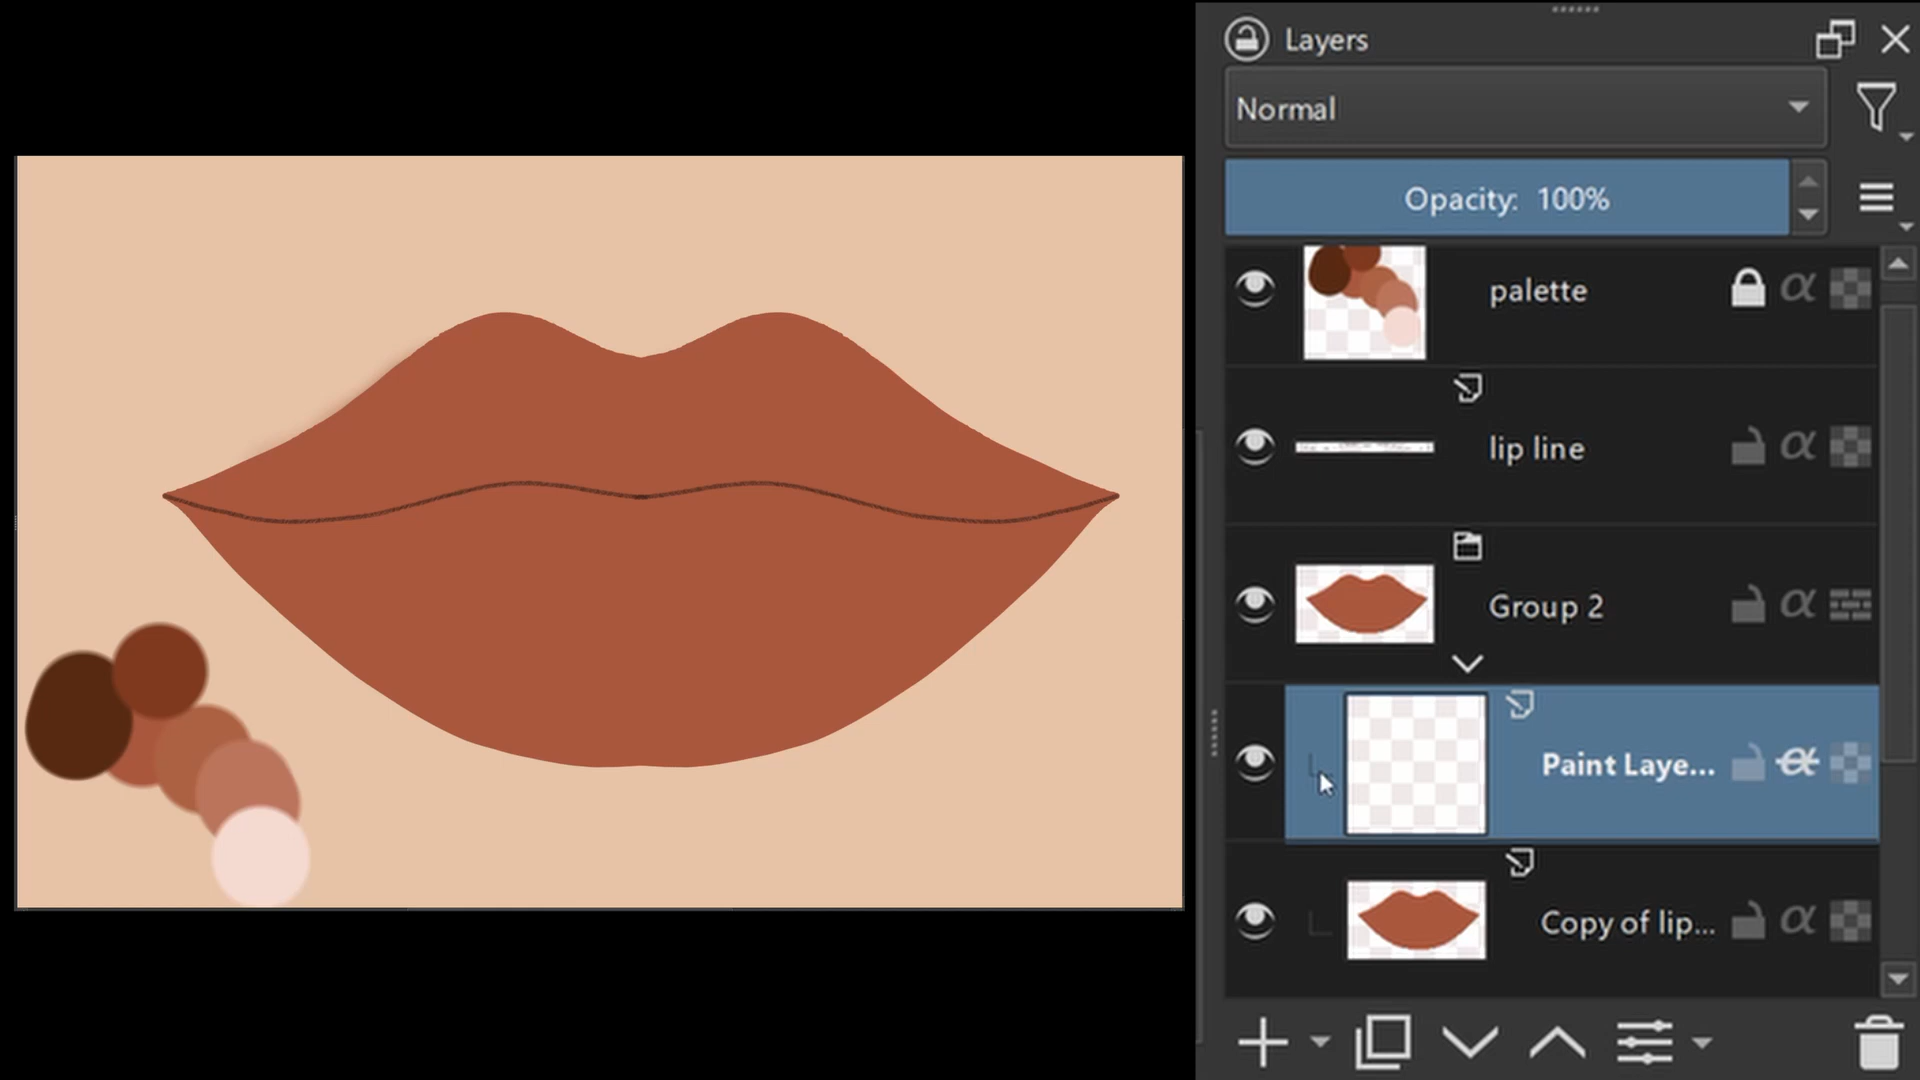 Layers
Normal
Opacity: 100%
palette
lip line
Group 2
Paint Laye...
Copy of lip...